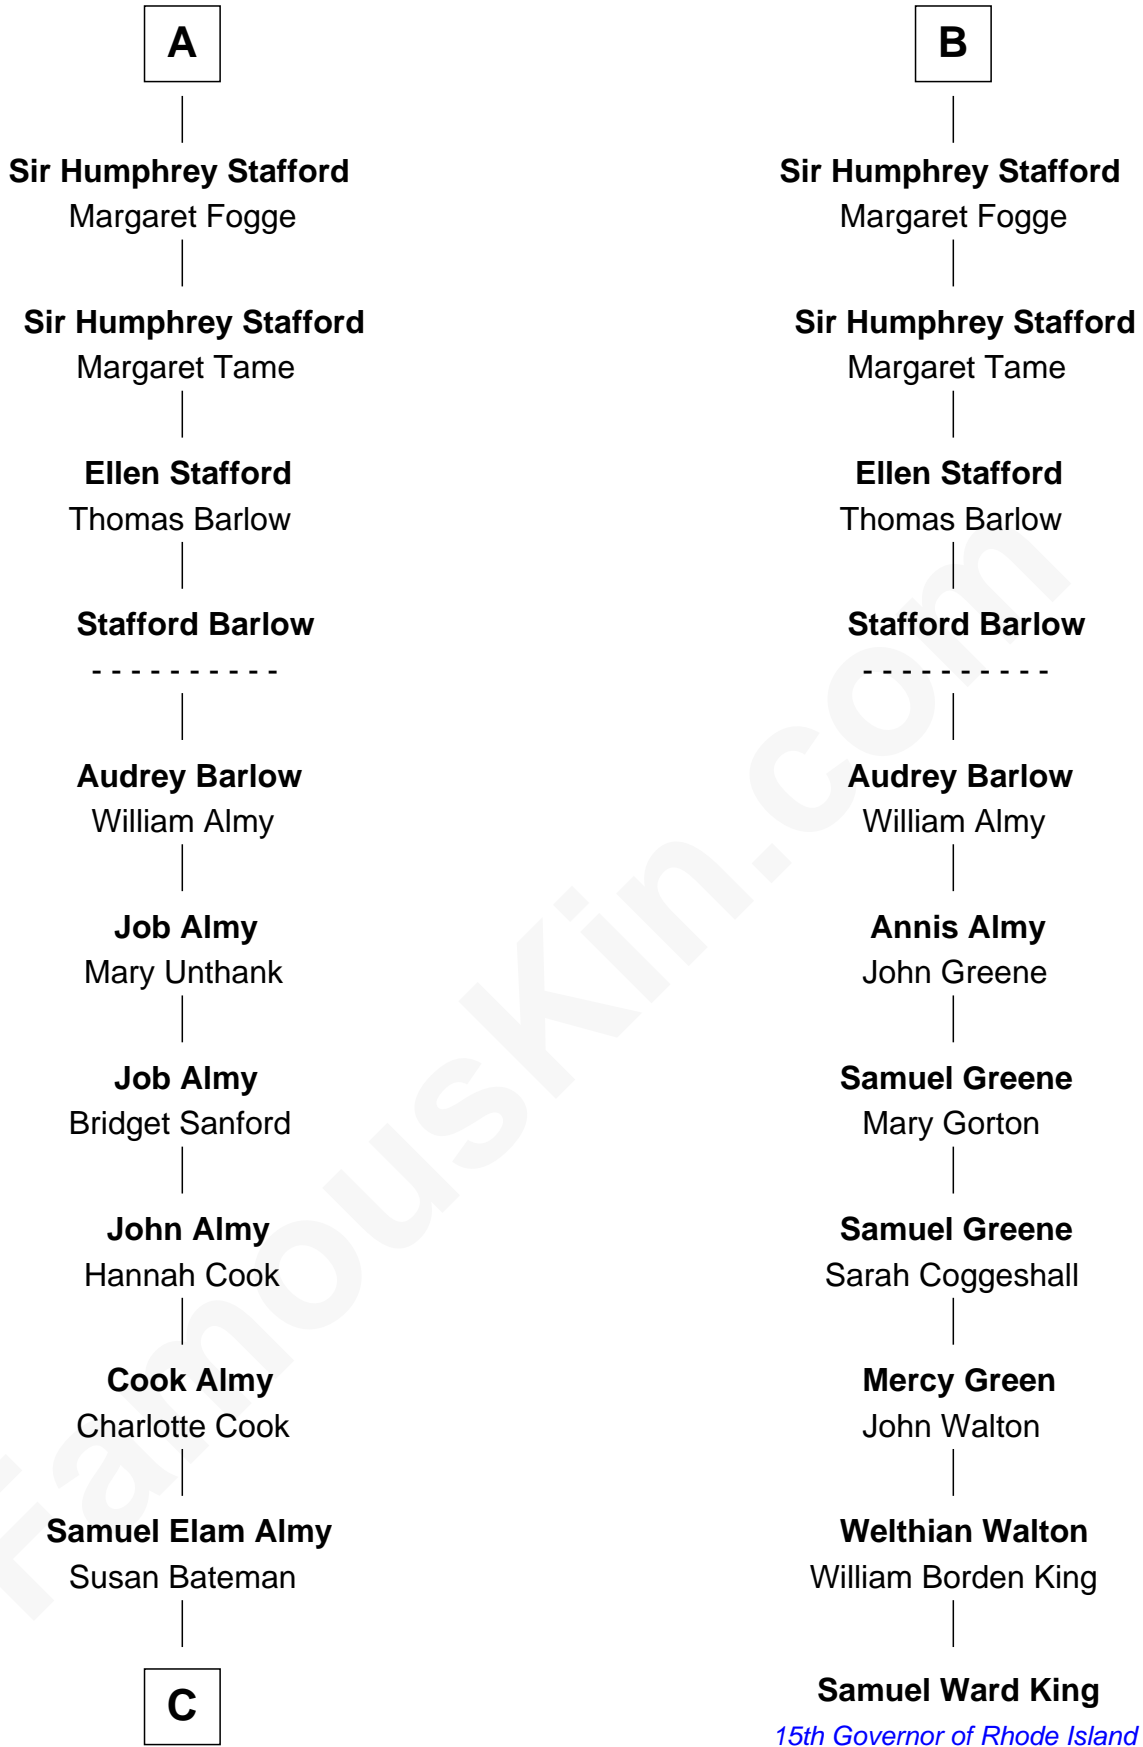 A
Sir Humphrey Stafford
Margaret Fogge
Sir Humphrey Stafford
Margaret Tame
Ellen Stafford
Thomas Barlow
Stafford Barlow
- - - - - - - - - -
Audrey Barlow
William Almy
Job Almy
Mary Unthank
Job Almy
Bridget Sanford
John Almy
Hannah Cook
Cook Almy
Charlotte Cook
Samuel Elam Almy
Susan Bateman
C
B
Sir Humphrey Stafford
Margaret Fogge
Sir Humphrey Stafford
Margaret Tame
Ellen Stafford
Thomas Barlow
Stafford Barlow
- - - - - - - - - -
Audrey Barlow
William Almy
Annis Almy
John Greene
Samuel Greene
Mary Gorton
Samuel Greene
Sarah Coggeshall
Mercy Green
John Walton
Welthian Walton
William Borden King
Samuel Ward King
15th Governor of Rhode Island
FamousKin.com